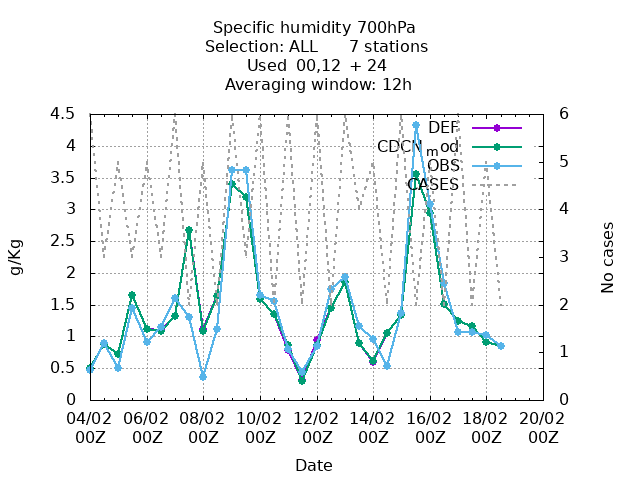 Specific humidity 700hPa
Selection: ALL 7 stations
Used 00,12 + 24
Averaging window: 12h
4.5
4
3.5
3
2.5
2
1.5
1
0.5
0
g/Kg
6
5
4
3
2
1
0
No cases
DEF
CDCN_mod
OBS
CASES
04/02 06/02 08/02 10/02 12/02 14/02 16/02 18/02 20/02
00Z 00Z 00Z 00Z 00Z 00Z 00Z 00Z 00Z
Date